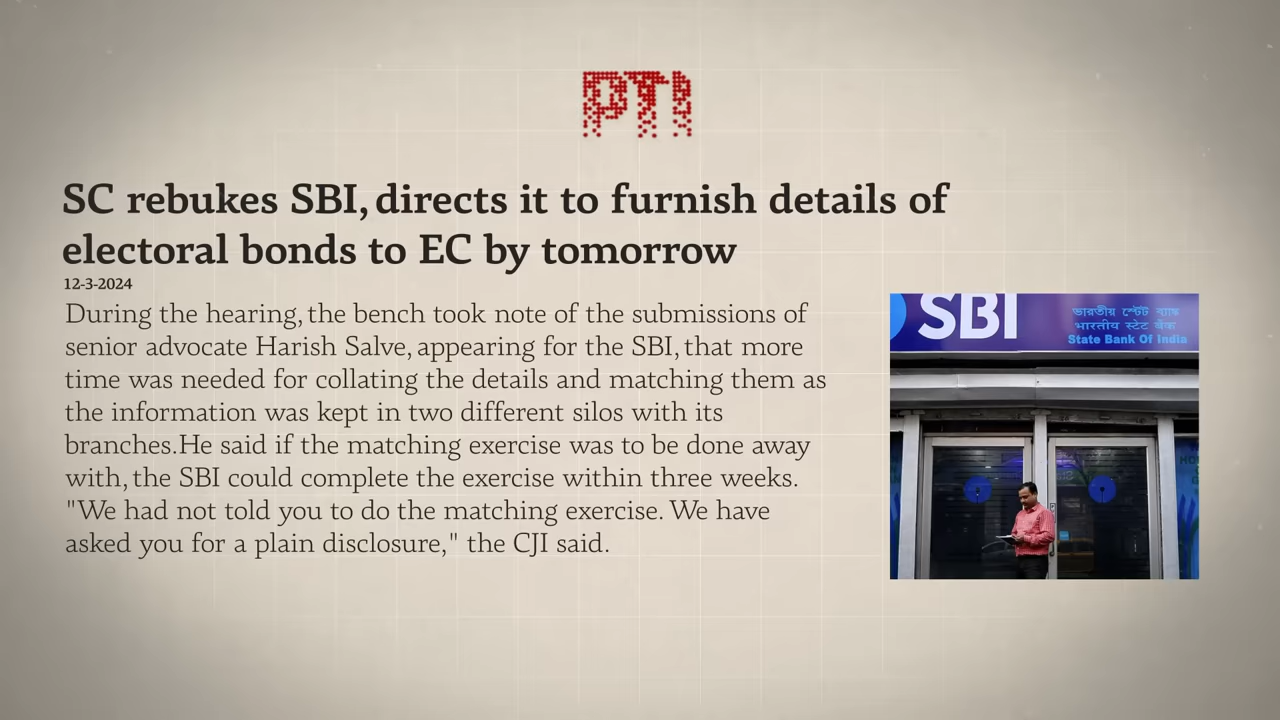 PTI
SC rebukes SBI, directs it to furnish details of
electoral bonds to EC by tomorrow
12-3-2024
During the hearing, the bench took note of the submissions of
senior advocate Harish Salve, appearing for the SBI, that more
time was needed for collating the details and matching them as
the information was kept in two different silos with its
branches.He said if the matching exercise was to be done away
with, the SBI could complete the exercise within three weeks.
"We had not told you to do the matching exercise. We have
asked you for a plain disclosure," the CJI said.
SBI
ভারতীয় স্টেট ব্যাঙ্ক
भारतीय स्टेट बैंक
State Bank Of India